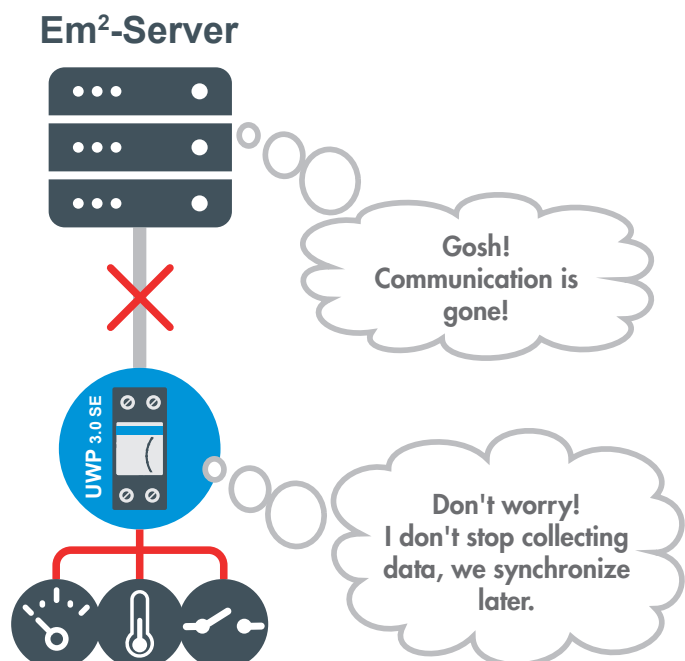 Em²-Server
Gosh!
Communication is
gone!
UWP 3.0 SE
Don't worry!
I don't stop collecting
data, we synchronize
later.